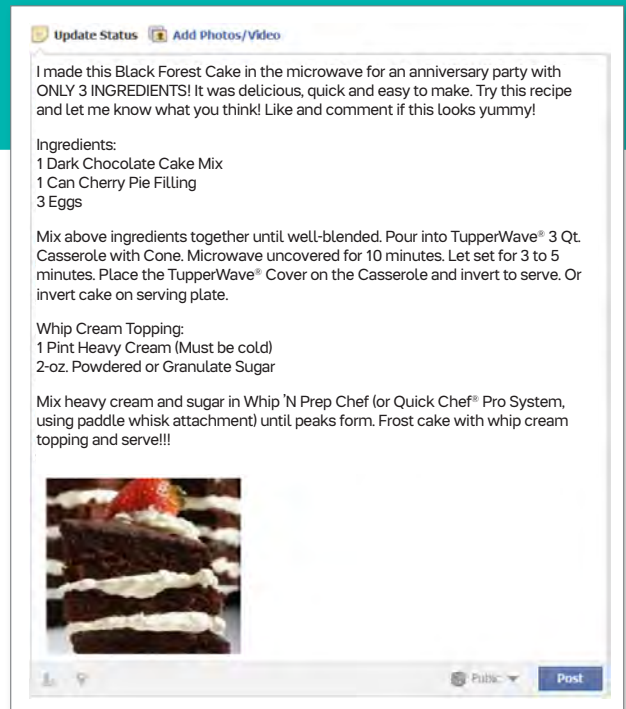 Update Status Add Photos/Video
I made this Black Forest Cake in the microwave for an anniversary party with
ONLY 3 INGREDIENTS! It was delicious, quick and easy to make. Try this recipe
and let me know what you think! Like and comment if this looks yummy!
Ingredients:
1 Dark Chocolate Cake Mix
1 Can Cherry Pie Filling
3 Eggs
Mix above ingredients together until well-blended. Pour into TupperWave® 3 Qt.
Casserole with Cone. Microwave uncovered for 10 minutes. Let set for 3 to 5
minutes. Place the TupperWave® Cover on the Casserole and invert to serve. Or
invert cake on serving plate.
Whip Cream Topping:
1 Pint Heavy Cream (Must be cold)
2-oz. Powdered or Granulate Sugar
Mix heavy cream and sugar in Whip 'N Prep Chef (or Quick Chef® Pro System,
using paddle whisk attachment) until peaks form. Frost cake with whip cream
topping and serve!!!
Public Post